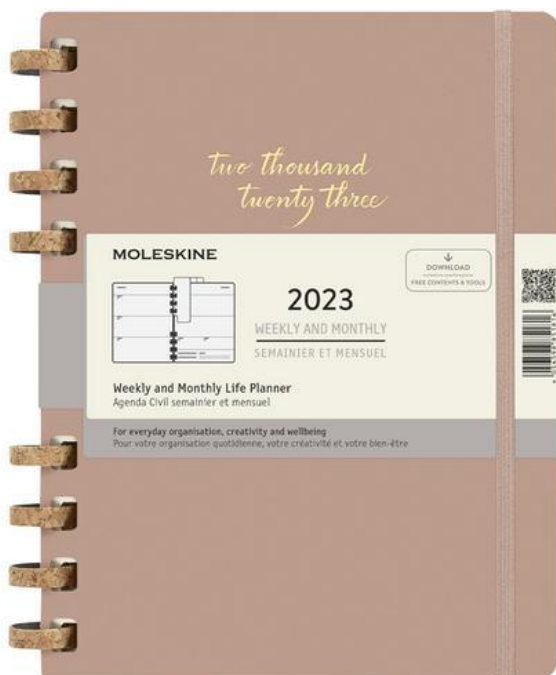 two thousand
twenty three
MOLESKINE
DOWNLOAD
FREE CONTENTS & TOOLS
2023
WEEKLY AND MONTHLY
SEMAINIER ET MENSUEL
Weekly and Monthly Life Planner
Agenda Civil semainier et mensuel
For everyday organisation, creativity and wellbeing
Pour votre organisation quotidienne, votre créativité et votre bien-être